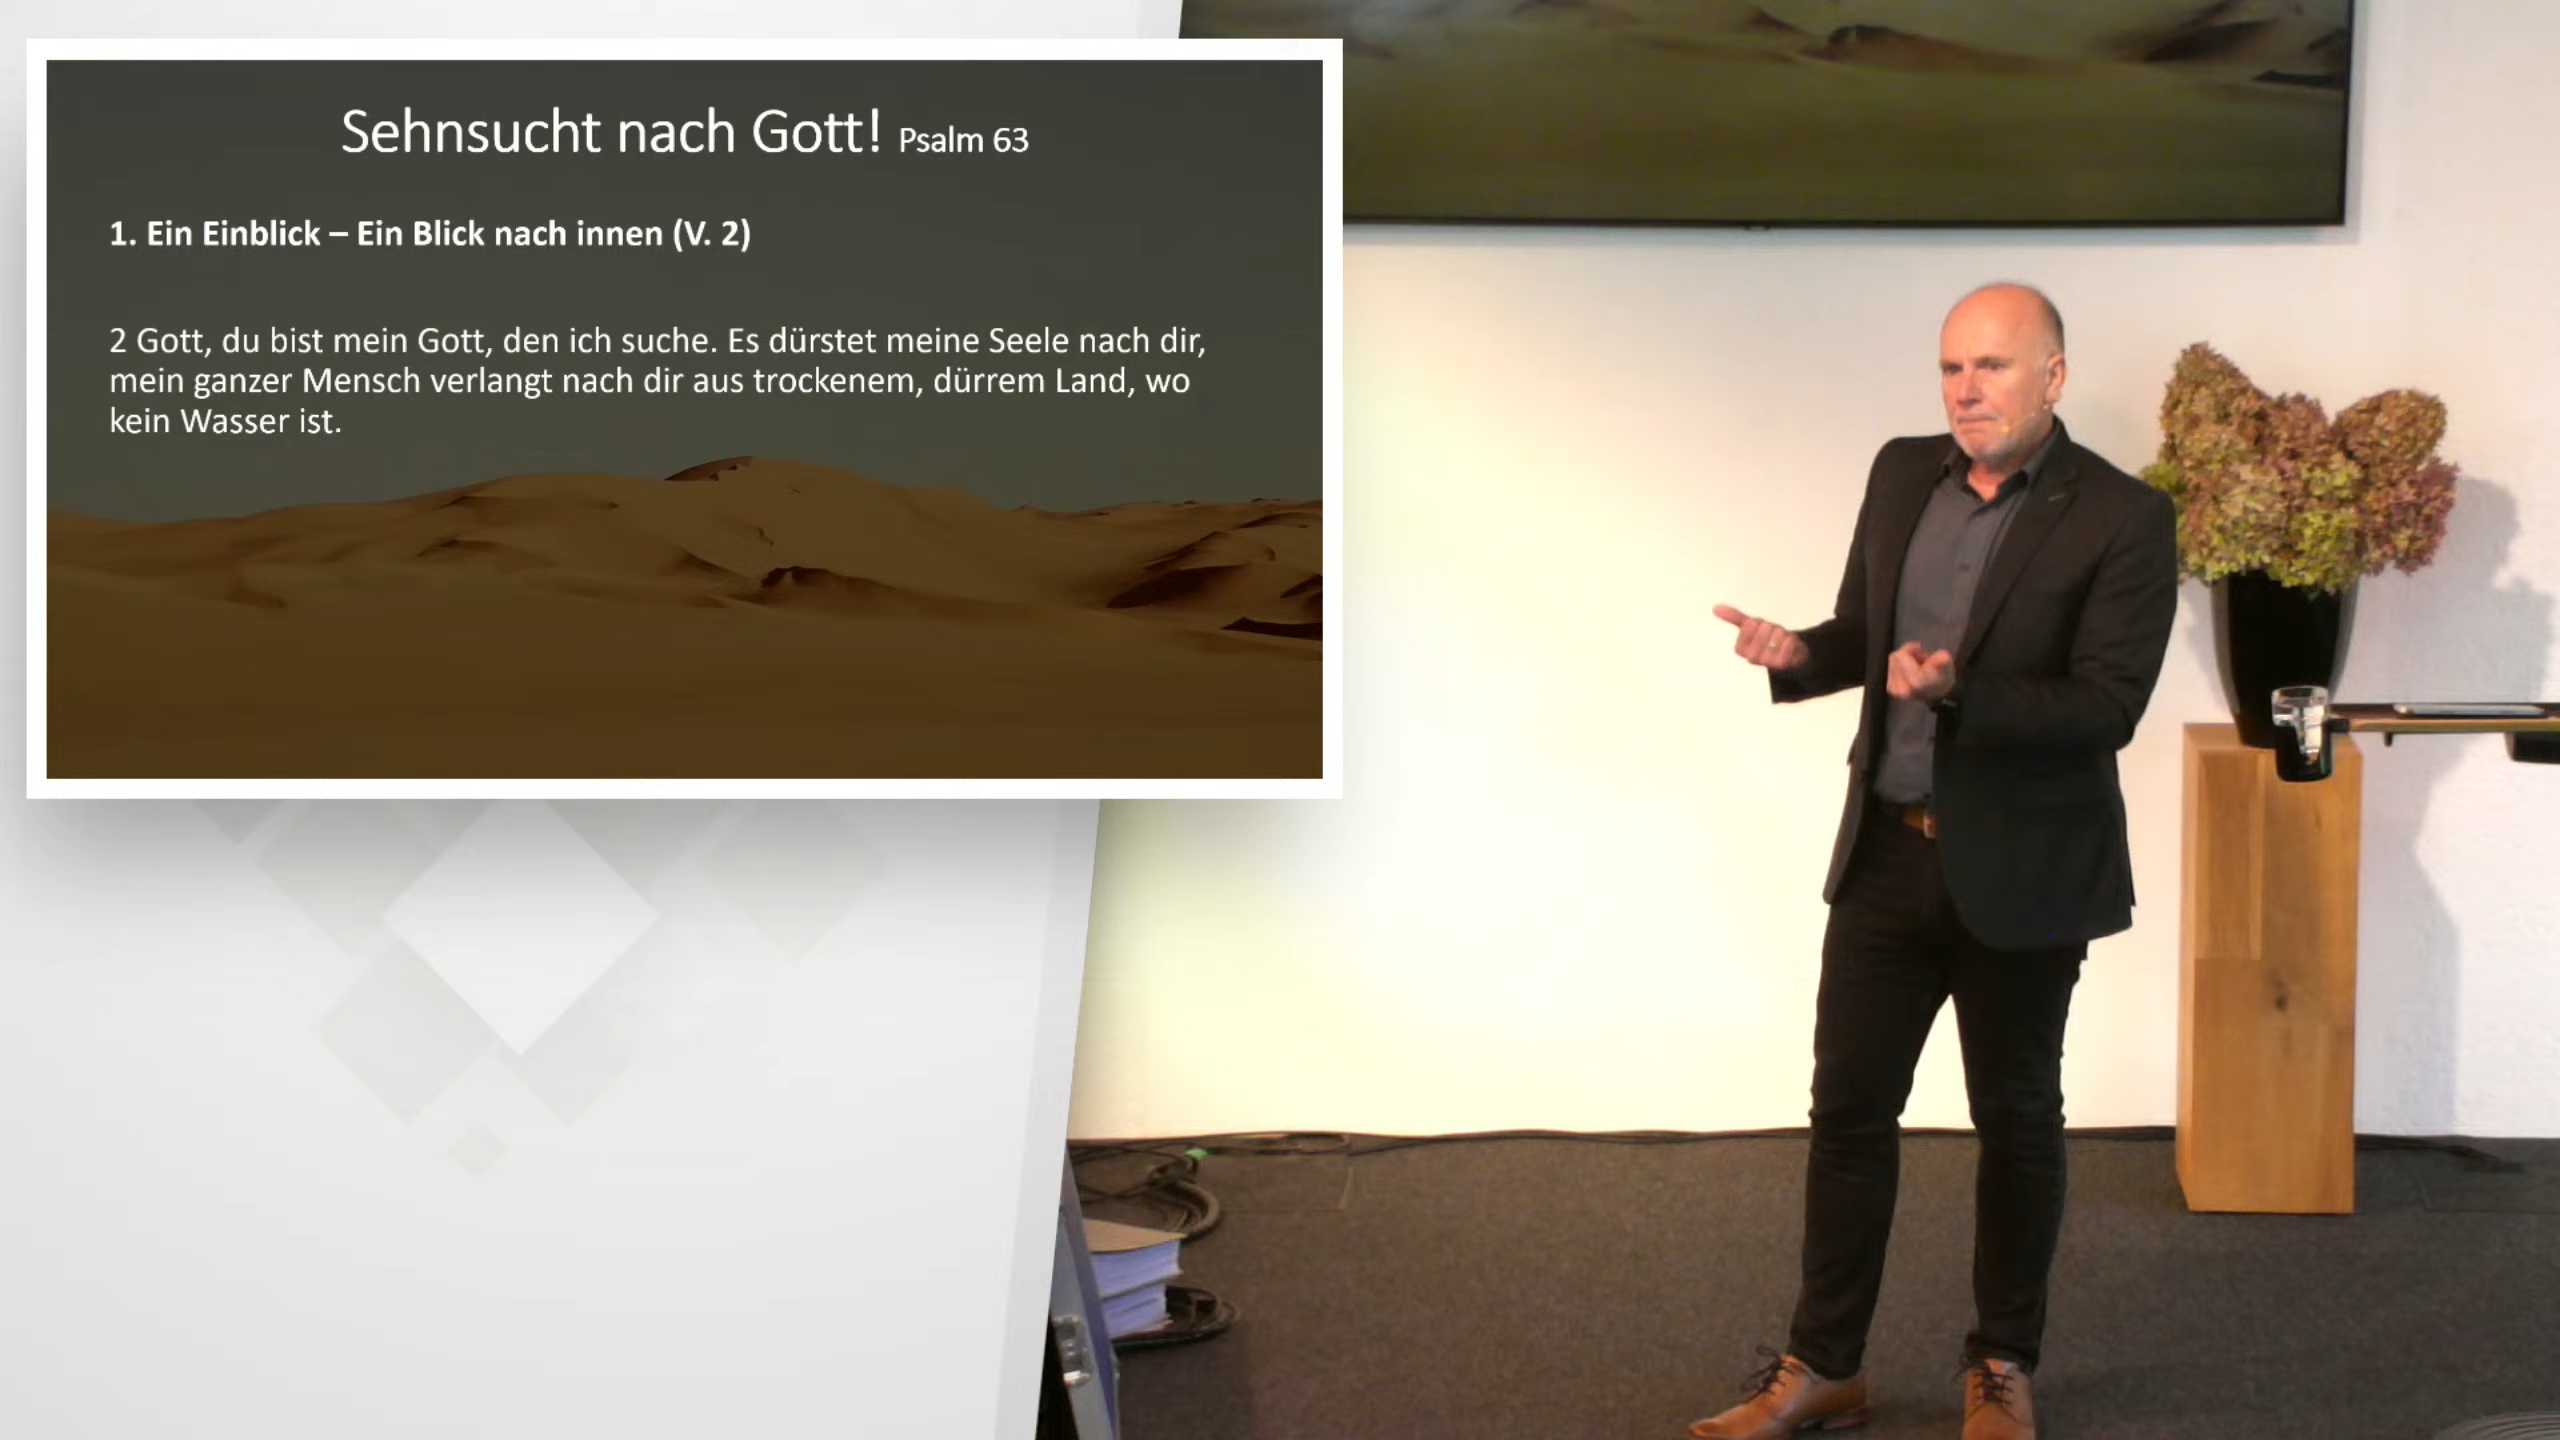 Sehnsucht nach Gott! Psalm 63
1. Ein Einblick – Ein Blick nach innen (V. 2)
2 Gott, du bist mein Gott, den ich suche. Es dürstet meine Seele nach dir,
mein ganzer Mensch verlangt nach dir aus trockenem, dürrem Land, wo
kein Wasser ist.